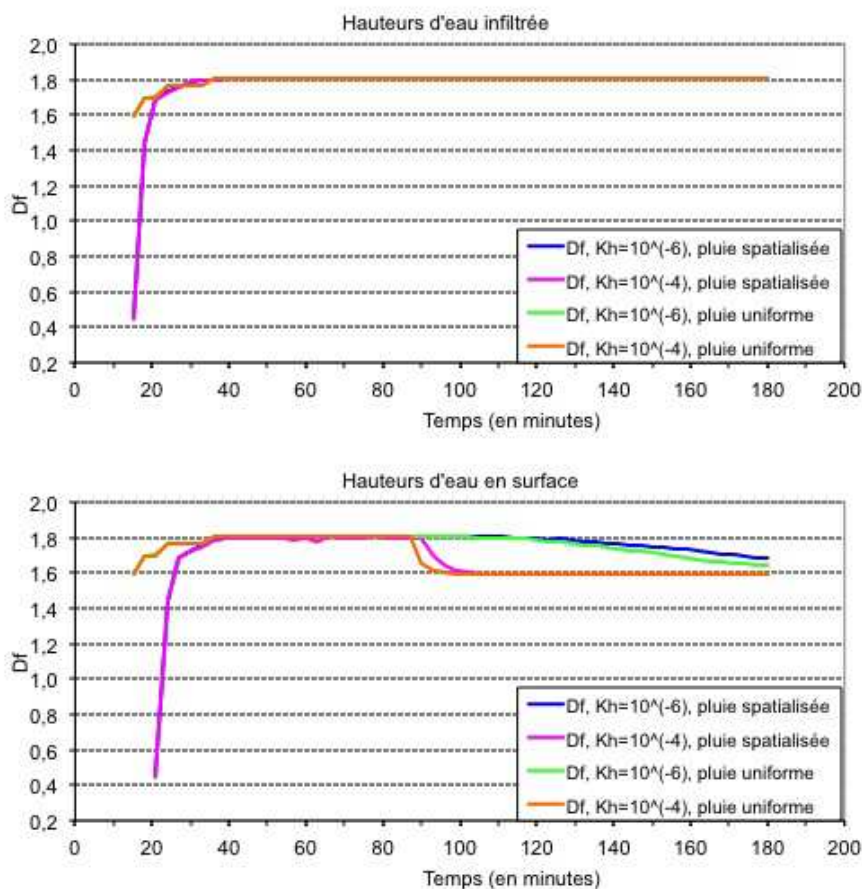 Hauteurs d'eau infiltrée
2,0
1,8
1,6
1,4
1,2
1,0
0,8
0,6
0,4
0,2
Df
Df, Kh=10^(-6), pluie spatialisée
Df, Kh=10^(-4), pluie spatialisée
Df, Kh=10^(-6), pluie uniforme
Df, Kh=10^(-4), pluie uniforme
0 20 40 60 80 100 120 140 160 180 200
Temps (en minutes)
Hauteurs d'eau en surface
2,0
1,8
1,6
1,4
1,2
1,0
0,8
0,6
0,4
0,2
Df
Df, Kh=10^(-6), pluie spatialisée
Df, Kh=10^(-4), pluie spatialisée
Df, Kh=10^(-6), pluie uniforme
Df, Kh=10^(-4), pluie uniforme
0 20 40 60 80 100 120 140 160 180 200
Temps (en minutes)